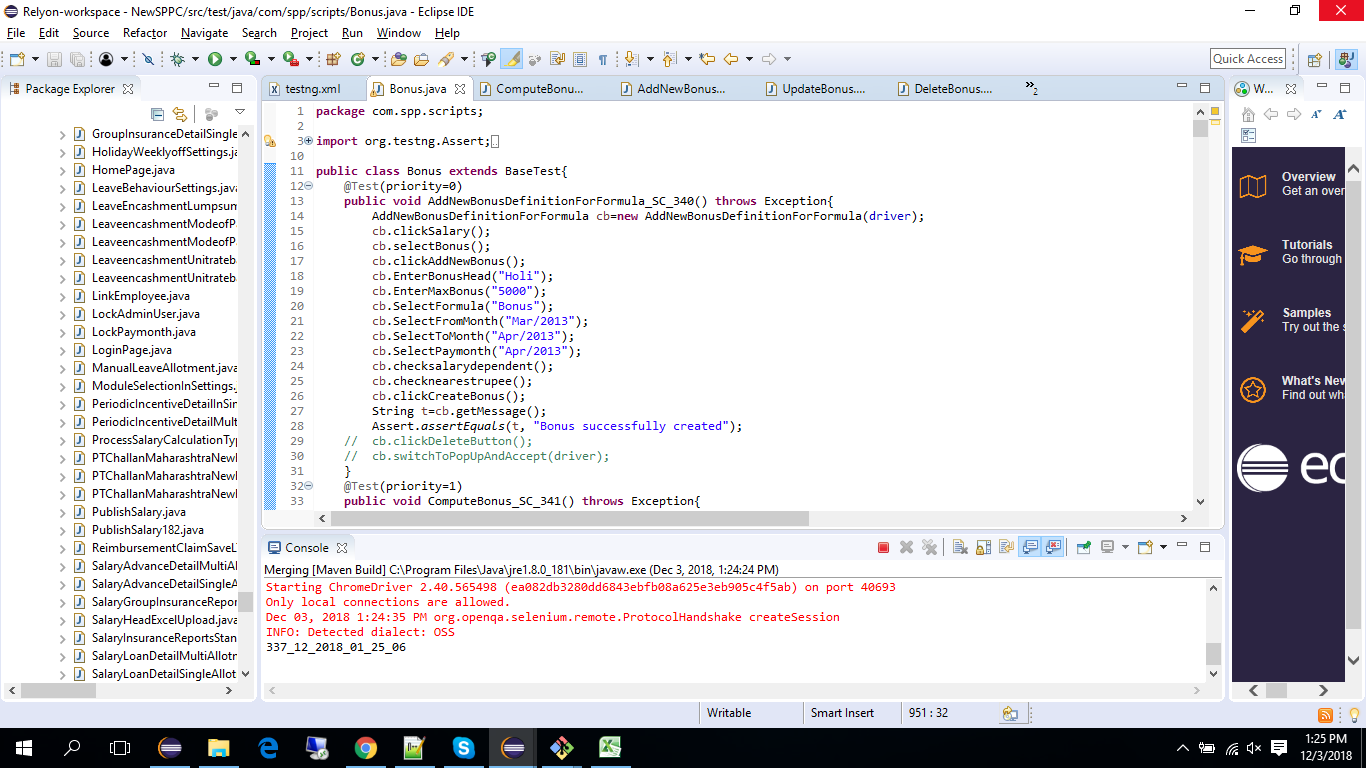 Relyon-workspace - NewSPPC/src/test/java/com/spp/scripts/Bonus.java - Eclipse IDE
File Edit Source Refactor Navigate Search Project Run Window Help
Quick Access
Package Explorer
GroupInsuranceDetailSingle
HolidayWeeklyoffSettings.ja
HomePage.java
LeaveBehaviourSettings.java
LeaveEncashmentLumpsum
LeaveencashmentModeofPa
LeaveencashmentModeofPa
LeaveencashmentUnitrateba
LeaveencashmentUnitrateba
LinkEmployee.java
LockAdminUser.java
LockPaymonth.java
LoginPage.java
ManualLeaveAllotment.java
ModuleSelectionInSettings.j
PeriodicIncentiveDetailInSin
PeriodicIncentiveDetailMult
ProcessSalaryCalculationTyp
PTChallanMaharashtraNewI
PTChallanMaharashtraNewI
PTChallanMaharashtraNewI
PublishSalary.java
PublishSalary182.java
ReimbursementClaimSaveL
SalaryAdvanceDetailMultiAl
SalaryAdvanceDetailSingleA
SalaryGroupInsuranceRepor
SalaryHeadExcelUpload.java
SalaryInsuranceReportsStan
SalaryLoanDetailMultiAllotr
SalaryLoanDetailSingleAllot
testng.xml Bonus.java ComputeBonu... AddNewBonus... UpdateBonus.... DeleteBonus.... »2
1 package com.spp.scripts;
2
3 import org.testng.Assert;
10
11 public class Bonus extends BaseTest{
12 @Test(priority=0)
13 public void AddNewBonusDefinitionForFormula_SC_340() throws Exception{
14 AddNewBonusDefinitionForFormula cb=new AddNewBonusDefinitionForFormula(driver);
15 cb.clickSalary();
16 cb.selectBonus();
17 cb.clickAddNewBonus();
18 cb.EnterBonusHead("Holi");
19 cb.EnterMaxBonus("5000");
20 cb.SelectFormula("Bonus");
21 cb.SelectFromMonth("Mar/2013");
22 cb.SelectToMonth("Apr/2013");
23 cb.SelectPaymonth("Apr/2013");
24 cb.checksalarydependent();
25 cb.checknearestrupee();
26 cb.clickCreateBonus();
27 String t=cb.getMessage();
28 Assert.assertEquals(t, "Bonus successfully created");
29 // cb.clickDeleteButton();
30 // cb.switchToPopUpAndAccept(driver);
31 }
32 @Test(priority=1)
33 public void ComputeBonus_SC_341() throws Exception{
Console
Merging [Maven Build] C:\Program Files\Java\jre1.8.0_181\bin\javaw.exe (Dec 3, 2018, 1:24:24 PM)
Starting ChromeDriver 2.40.565498 (ea082db3280dd6843ebfb08a625e3eb905c4f5ab) on port 40693
Only local connections are allowed.
Dec 03, 2018 1:24:35 PM org.openqa.selenium.remote.ProtocolHandshake createSession
INFO: Detected dialect: OSS
337_12_2018_01_25_06
W...
Overview
Get an over
Tutorials
Go through
Samples
Try out the s
What's New
Find out wh
ec
Writable Smart Insert 951 : 32
1:25 PM
12/3/2018